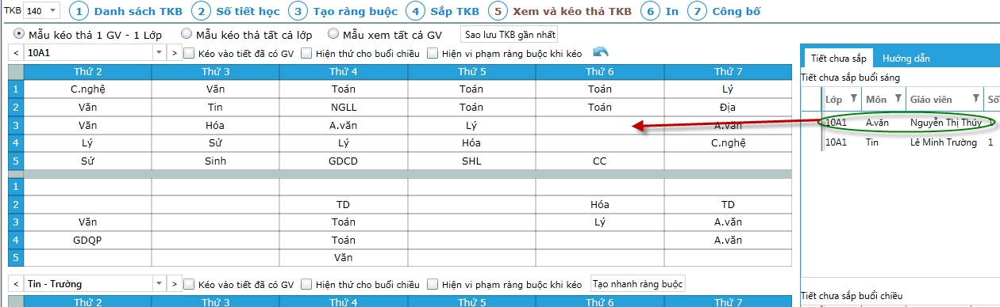 TKB 140 1 Danh sách TKB 2 Số tiết học 3 Tạo ràng buộc 4 Sắp TKB 5 Xem và kéo thả TKB 6 In 7 Công bố
Mẫu kéo thả 1 GV - 1 Lớp Mẫu kéo thả tất cả lớp Mẫu xem tất cả GV Sao lưu TKB gần nhất
< 10A1 > Kéo vào tiết đã có GV Hiện thứ cho buổi chiều Hiện vi phạm ràng buộc khi kéo
Thứ 2 Thứ 3 Thứ 4 Thứ 5 Thứ 6 Thứ 7
1 C.nghệ Văn Toán Toán Toán Lý
2 Văn Tin NGLL Toán Toán Địa
3 Văn Hóa A.văn Lý A.văn
4 Lý Sử Lý Hóa C.nghệ
5 Sử Sinh GDCD SHL CC
1
2 TD Hóa TD
3 Văn Toán Lý A.văn
4 GDQP Toán A.văn
5 Văn
< Tin - Trường > Kéo vào tiết đã có GV Hiện thứ cho buổi chiều Hiện vi phạm ràng buộc khi kéo Tạo nhanh ràng buộc
Thứ 2 Thứ 3 Thứ 4 Thứ 5 Thứ 6 Thứ 7
Tiết chưa sắp Hướng dẫn
Tiết chưa sắp buổi sáng
Lớp Môn Giáo viên Số
10A1 A.văn Nguyễn Thị Thúy
10A1 Tin Lê Minh Trường 1
Tiết chưa sắp buổi chiều